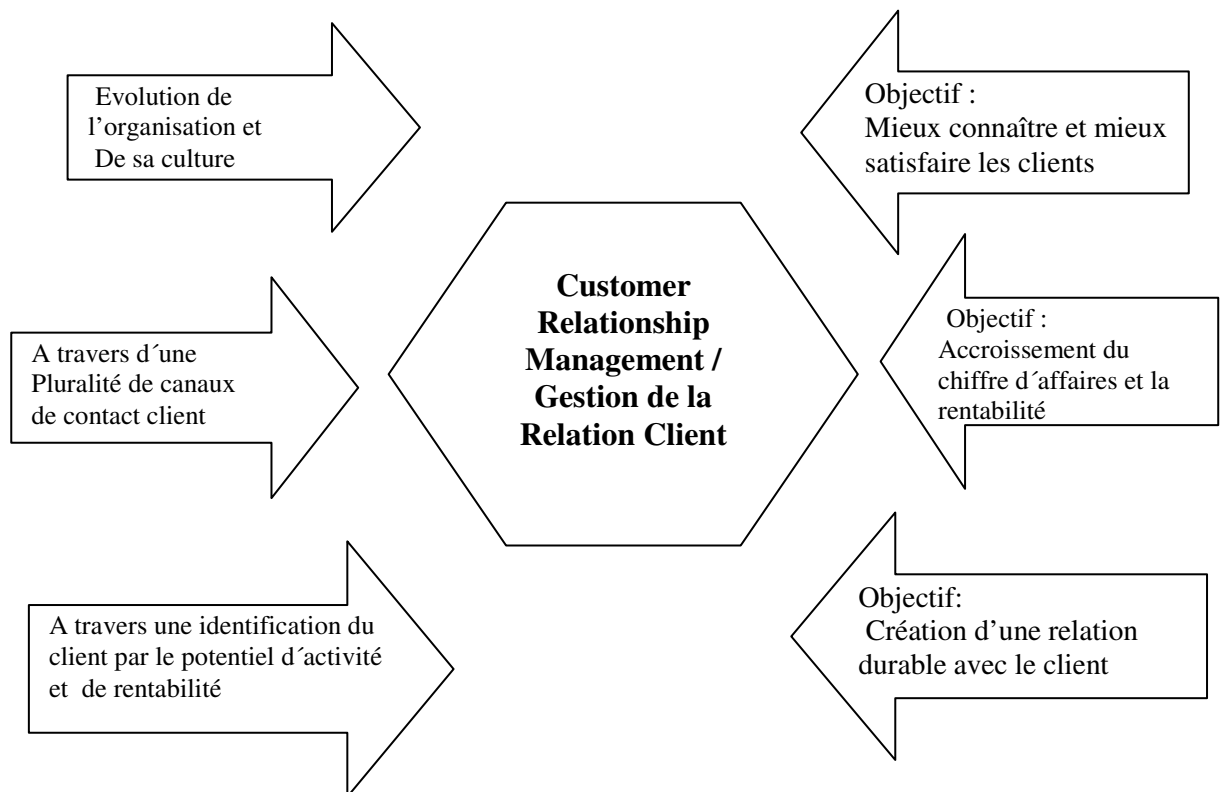 Evolution de
l’organisation et
De sa culture
Objectif :
Mieux connaître et mieux
satisfaire les clients
Customer
Relationship
Management /
Gestion de la
Relation Client
A travers d´une
Pluralité de canaux
de contact client
Objectif :
Accroissement du
chiffre d´affaires et la
rentabilité
A travers une identification du
client par le potentiel d´activité
et de rentabilité
Objectif:
Création d’une relation
durable avec le client